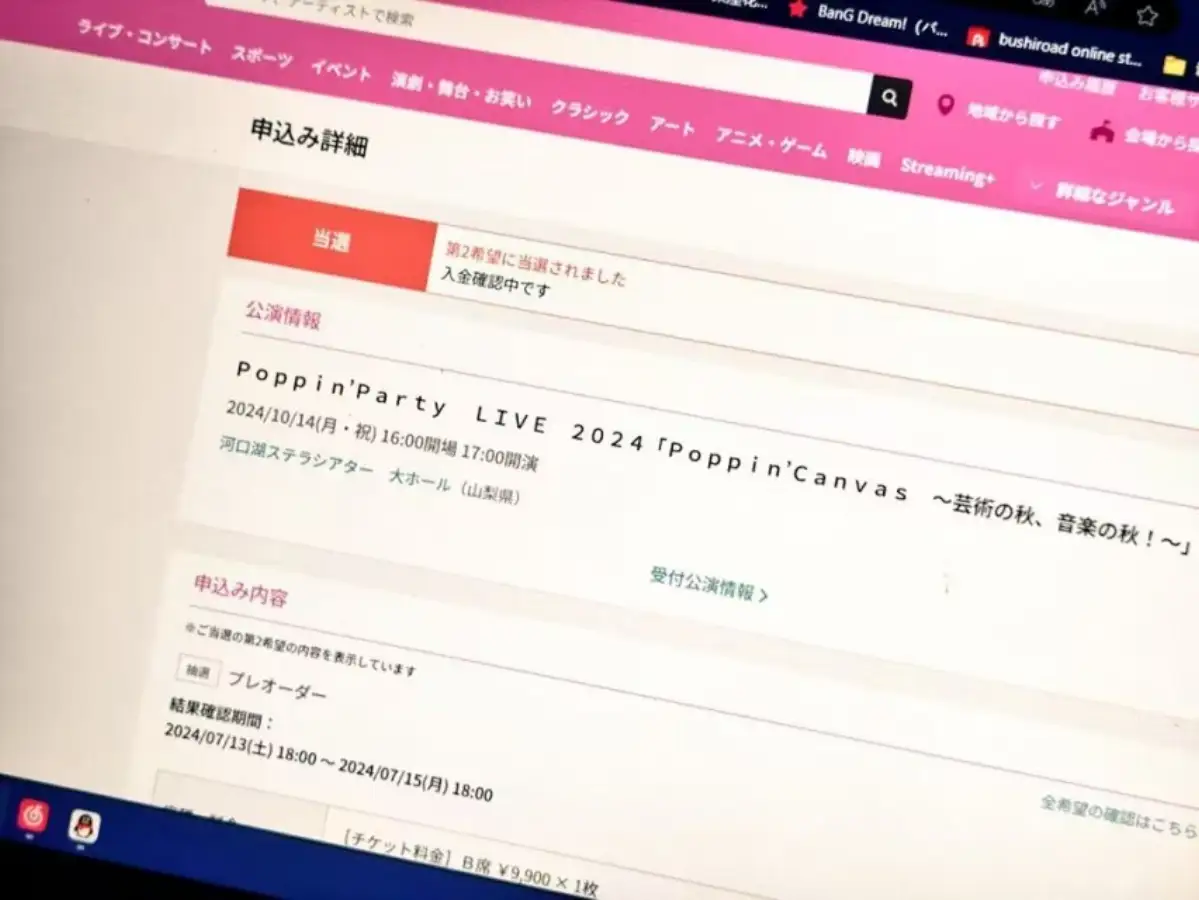 アーティストで検索
BanG Dream! (バ...
bushiroad online st...
ライブ・コンサート スポーツ イベント 演劇・舞台・お笑い クラシック アート アニメ・ゲーム 映画 Streaming+ 詳細なジャンル
申込み履歴
地域から探す
会場から探
申込み詳細
当選
第2希望に当選されました
入金確認中です
公演情報
Ｐｏｐｐｉｎ’Ｐａｒｔｙ　ＬＩＶＥ　２０２４「Ｐｏｐｐｉｎ’Ｃａｎｖａｓ　～芸術の秋、音楽の秋！～」
2024/10/14(月・祝) 16:00開場 17:00開演
河口湖ステラシアター　大ホール（山梨県）
受付公演情報 >
申込み内容
※ご当選の第2希望の内容を表示しています
抽選 プレオーダー
結果確認期間：
2024/07/13(土) 18:00 ～ 2024/07/15(月) 18:00
全希望の確認はこちら
［チケット料金］ B席 ￥9,900 × 1枚